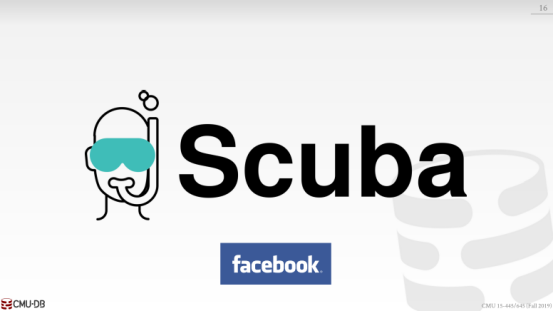 16
Scuba
facebook
CMU·DB
CMU 15-445/645 (Fall 2019)